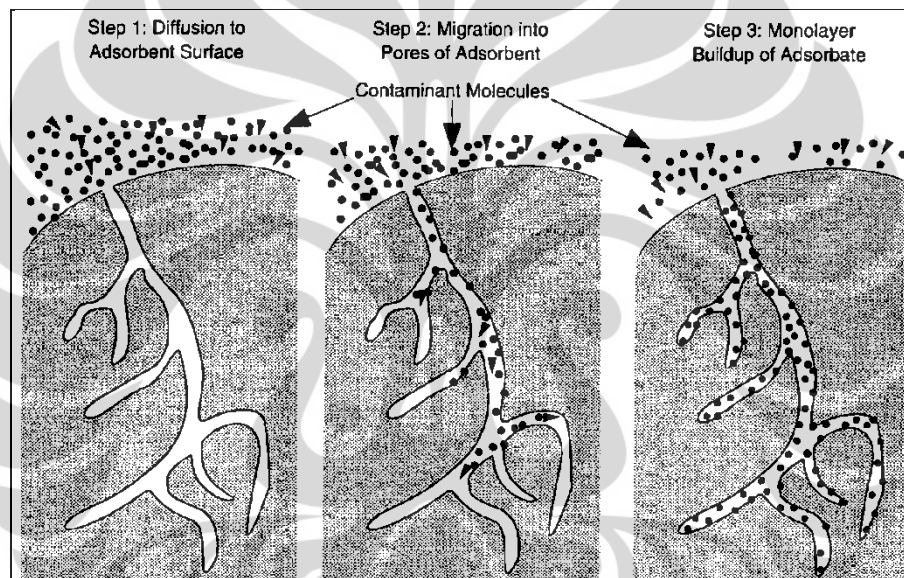 Step 1: Diffusion to
Adsorbent Surface
Step 2: Migration into
Pores of Adsorbent
Step 3: Monolayer
Buildup of Adsorbate
Contaminant Molecules